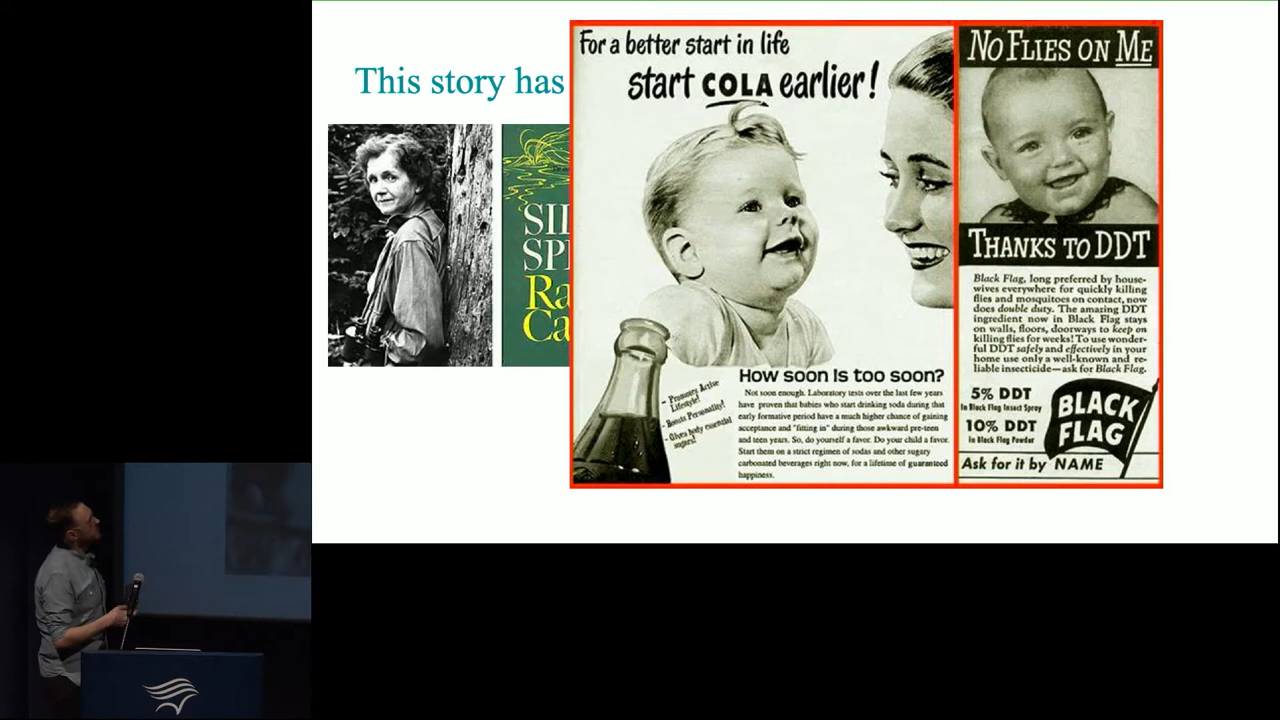 This story has
SIL
SPI
Ra
Ca
For a better start in life
start COLA earlier!
- Promotes Active
Lifestyle!
- Boosts Personality!
- Gives body essential
sugars!
How soon is too soon?
Not soon enough. Laboratory tests over the last few years
have proven that babies who start drinking soda during that
early formative period have a much higher chance of gaining
acceptance and "fitting in" during those awkward pre-teen
and teen years. So, do yourself a favor. Do your child a favor.
Start them on a strict regimen of sodas and other sugary
carbonated beverages right now, for a lifetime of guaranteed
happiness.
NO FLIES ON ME
THANKS TO DDT
Black Flag, long preferred by house-
wives everywhere for quickly killing
flies and mosquitoes on contact, now
does double duty. The amazing DDT
ingredient now in Black Flag stays
on walls, floors, doorways to keep on
killing flies for weeks! To use wonder-
ful DDT safely and effectively in your
home use only a well-known and re-
liable insecticide—ask for Black Flag.
5% DDT
In Black Flag Insect Spray
10% DDT
In Black Flag Powder
BLACK
FLAG
Ask for it by NAME